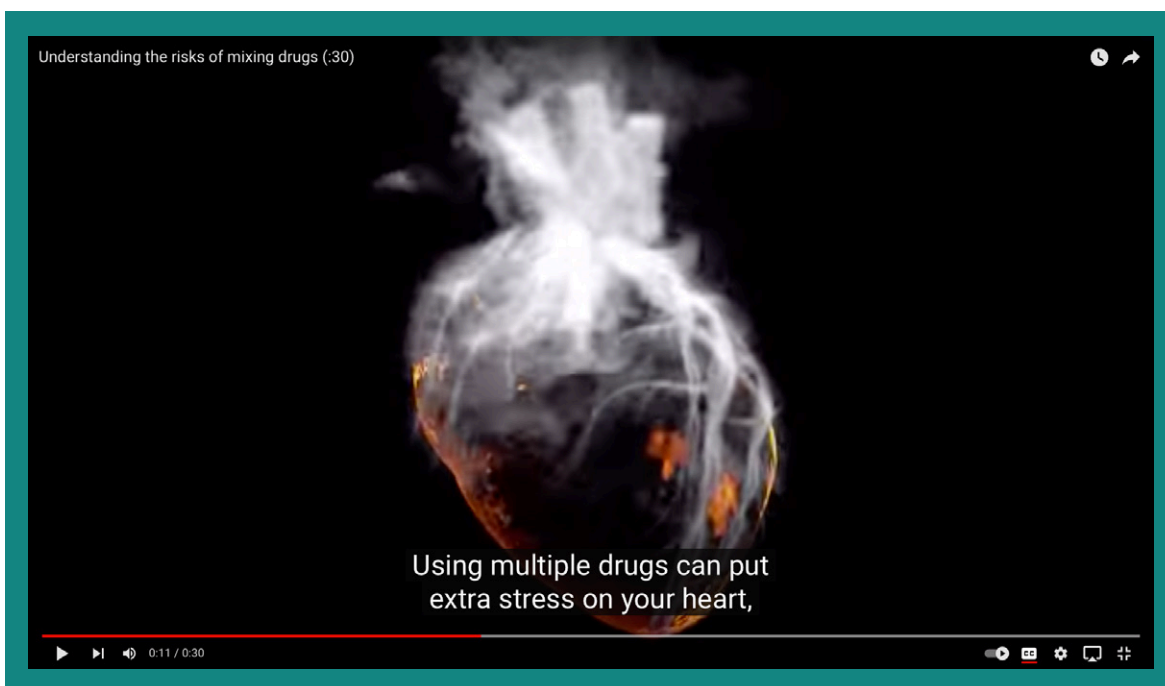 Understanding the risks of mixing drugs (:30)
Using multiple drugs can put
extra stress on your heart,
0:11 / 0:30
CC